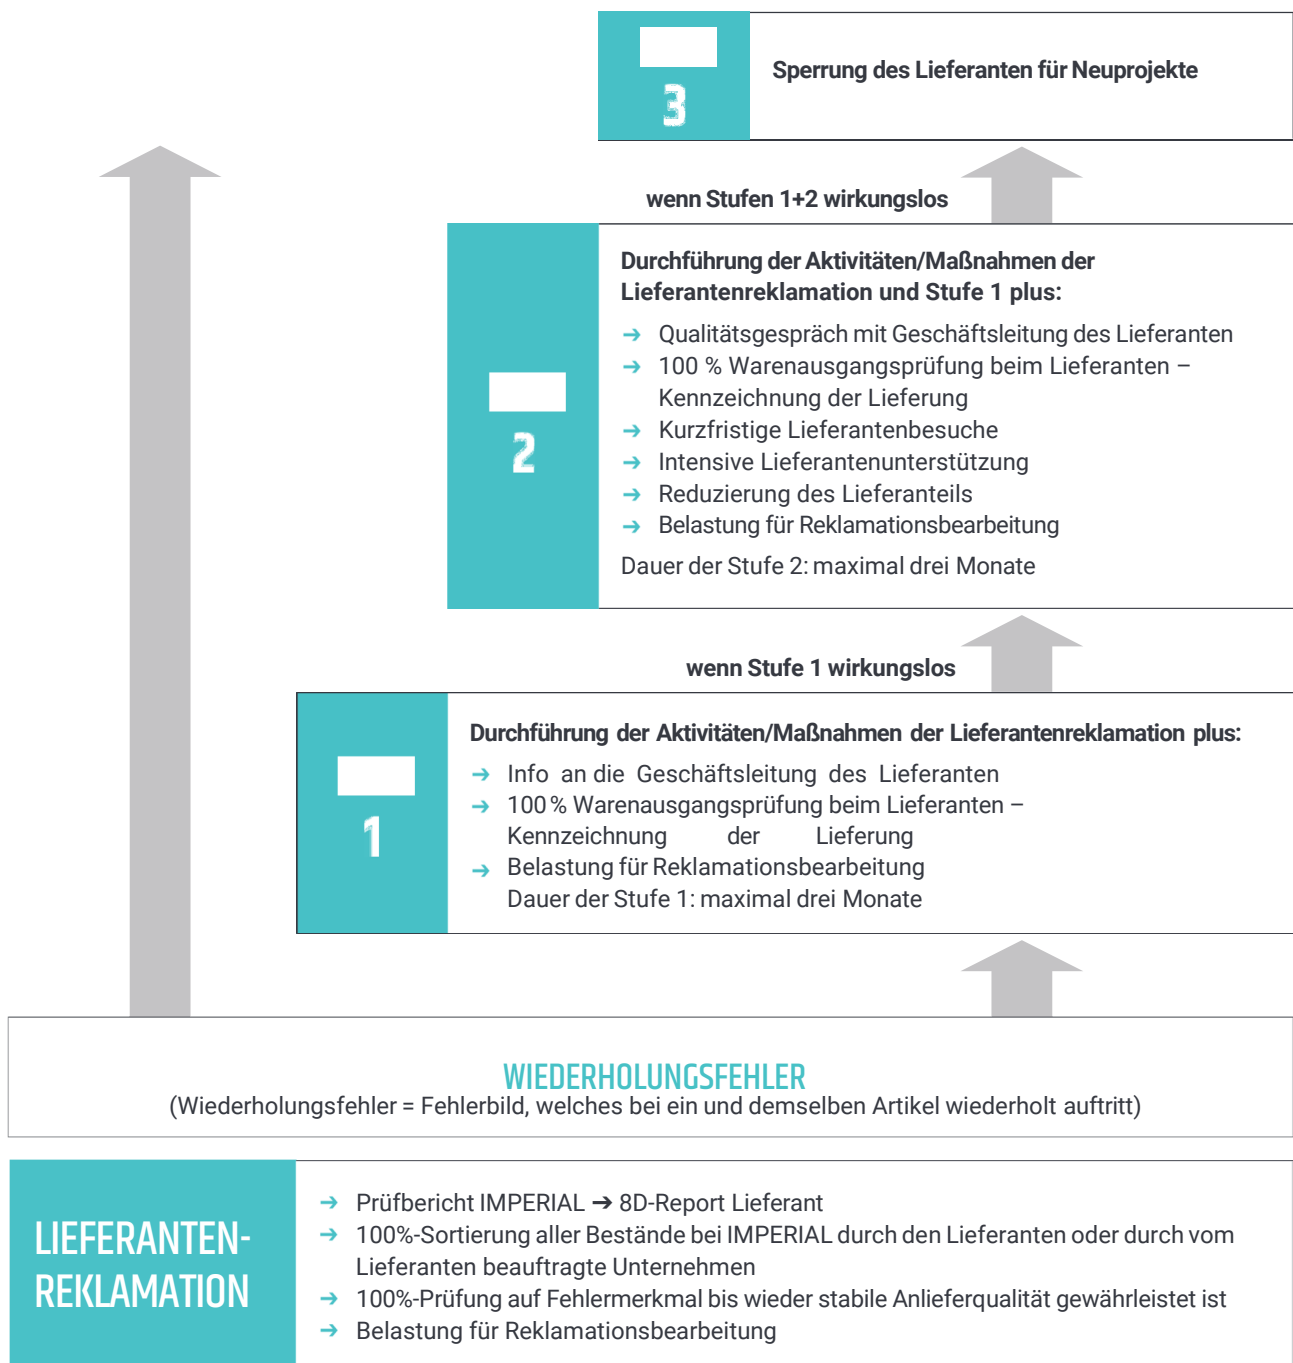 3
Sperrung des Lieferanten für Neuprojekte
wenn Stufen 1+2 wirkungslos
2
Durchführung der Aktivitäten/Maßnahmen der
Lieferantenreklamation und Stufe 1 plus:
➔ Qualitätsgespräch mit Geschäftsleitung des Lieferanten
➔ 100 % Warenausgangsprüfung beim Lieferanten –
Kennzeichnung der Lieferung
➔ Kurzfristige Lieferantenbesuche
➔ Intensive Lieferantenunterstützung
➔ Reduzierung des Lieferanteils
➔ Belastung für Reklamationsbearbeitung
Dauer der Stufe 2: maximal drei Monate
wenn Stufe 1 wirkungslos
1
Durchführung der Aktivitäten/Maßnahmen der Lieferantenreklamation plus:
➔ Info an die Geschäftsleitung des Lieferanten
➔ 100 % Warenausgangsprüfung beim Lieferanten –
Kennzeichnung der Lieferung
➔ Belastung für Reklamationsbearbeitung
Dauer der Stufe 1: maximal drei Monate
WIEDERHOLUNGSFEHLER
(Wiederholungsfehler = Fehlerbild, welches bei ein und demselben Artikel wiederholt auftritt)
LIEFERANTEN-
REKLAMATION
➔ Prüfbericht IMPERIAL ➔ 8D-Report Lieferant
➔ 100%-Sortierung aller Bestände bei IMPERIAL durch den Lieferanten oder durch vom
Lieferanten beauftragte Unternehmen
➔ 100%-Prüfung auf Fehlermerkmal bis wieder stabile Anlieferqualität gewährleistet ist
➔ Belastung für Reklamationsbearbeitung